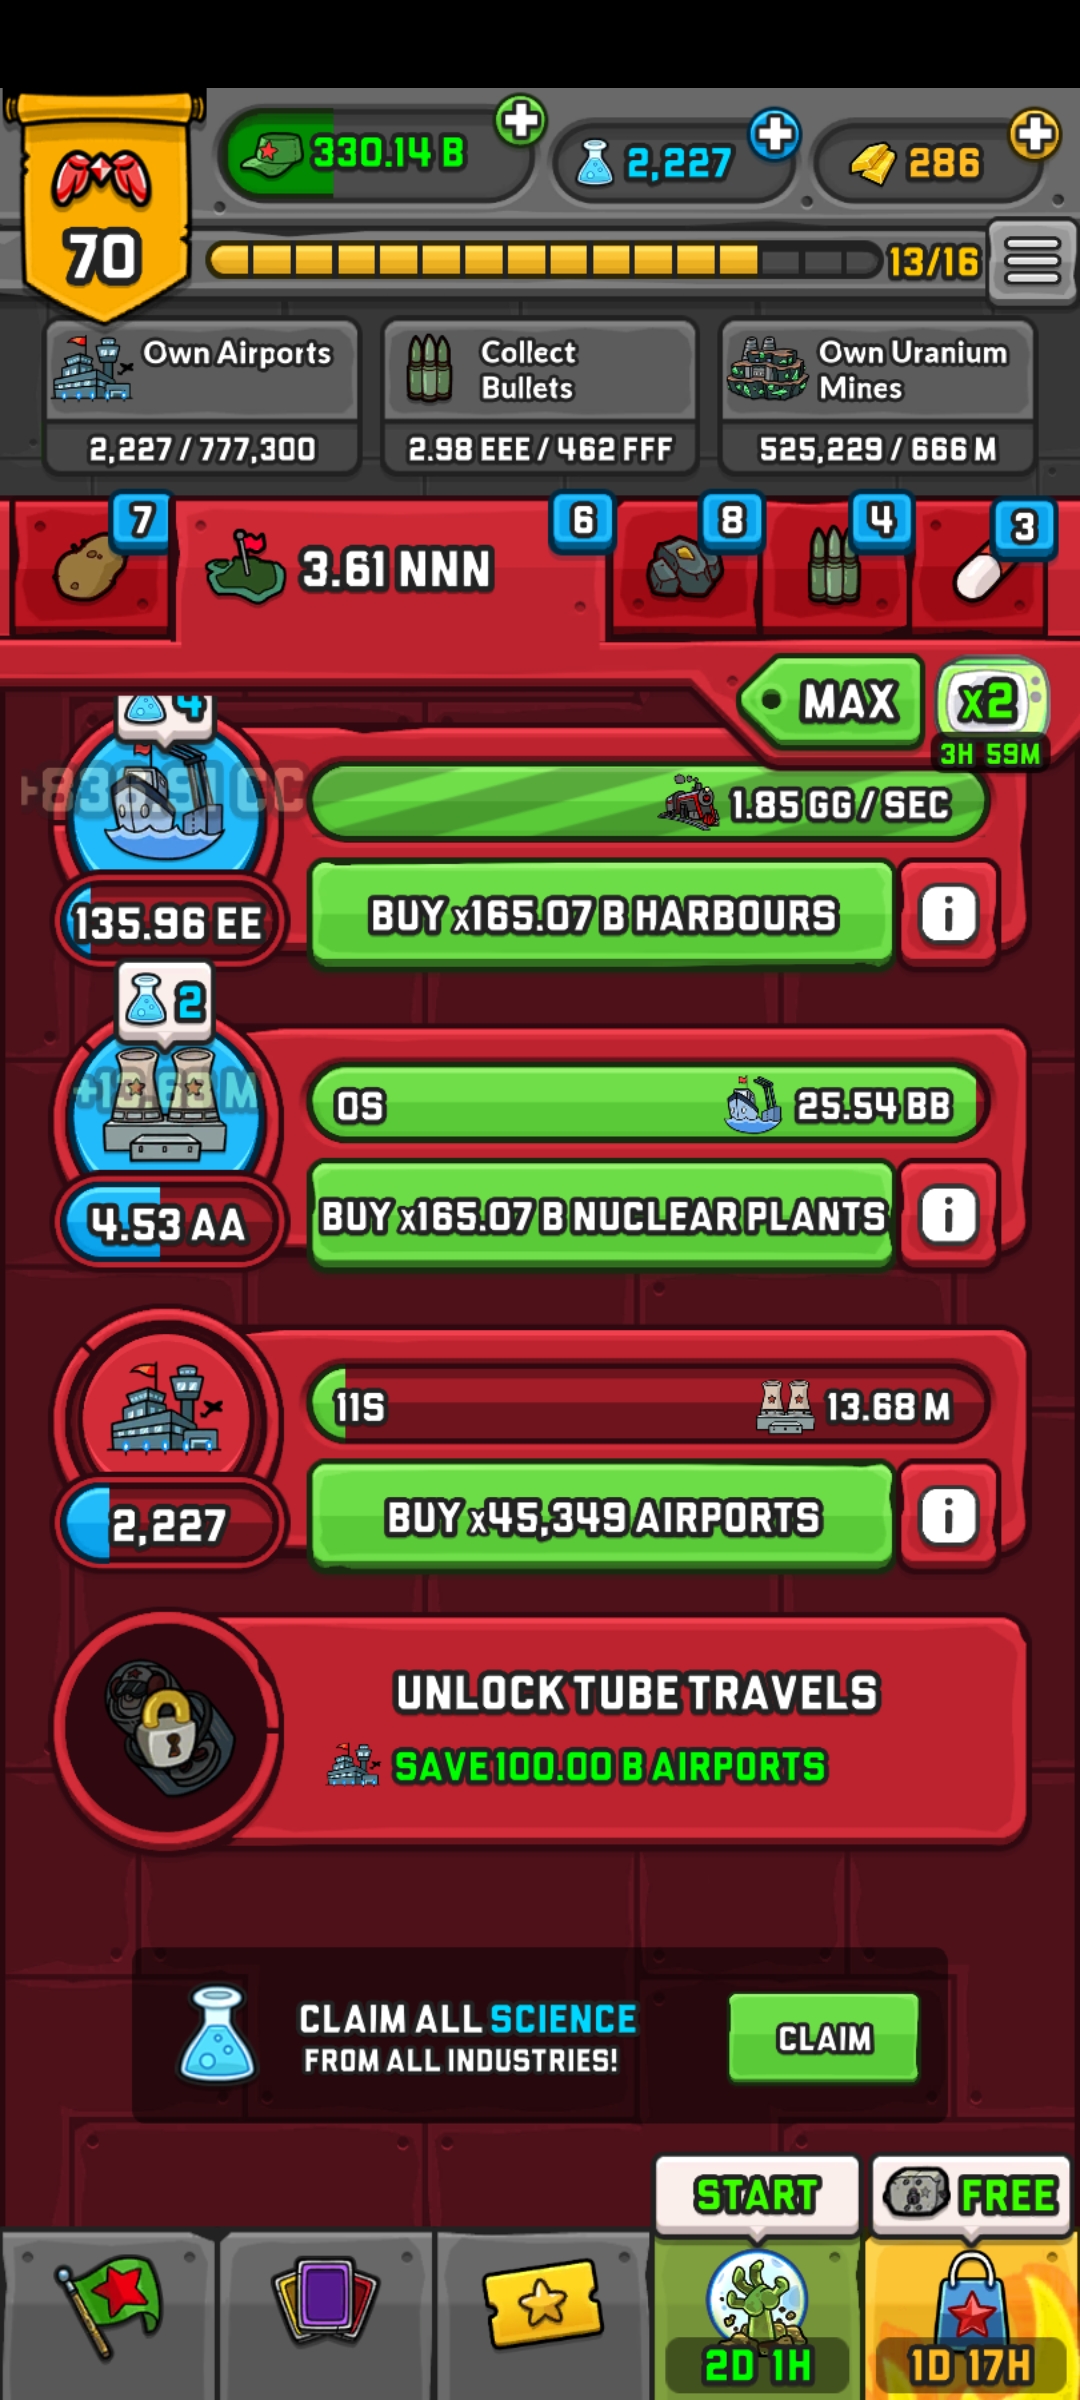 330.14 B
2,227
286
70
13/16
Own Airports
2,227 / 777,300
Collect
Bullets
2.98 EEE / 462 FFF
Own Uranium
Mines
525,229 / 666 M
7
3.61 NNN
6
8
4
3
MAX
x2
3H 59M
4
1.85 GG / SEC
135.96 EE
BUY x165.07 B HARBOURS
2
0S
25.54 BB
4.53 AA
BUY x165.07 B NUCLEAR PLANTS
11S
13.68 M
2,227
BUY x45,349 AIRPORTS
UNLOCK TUBE TRAVELS
SAVE 100.00 B AIRPORTS
CLAIM ALL SCIENCE
FROM ALL INDUSTRIES!
CLAIM
START
FREE
2D 1H
1D 17H